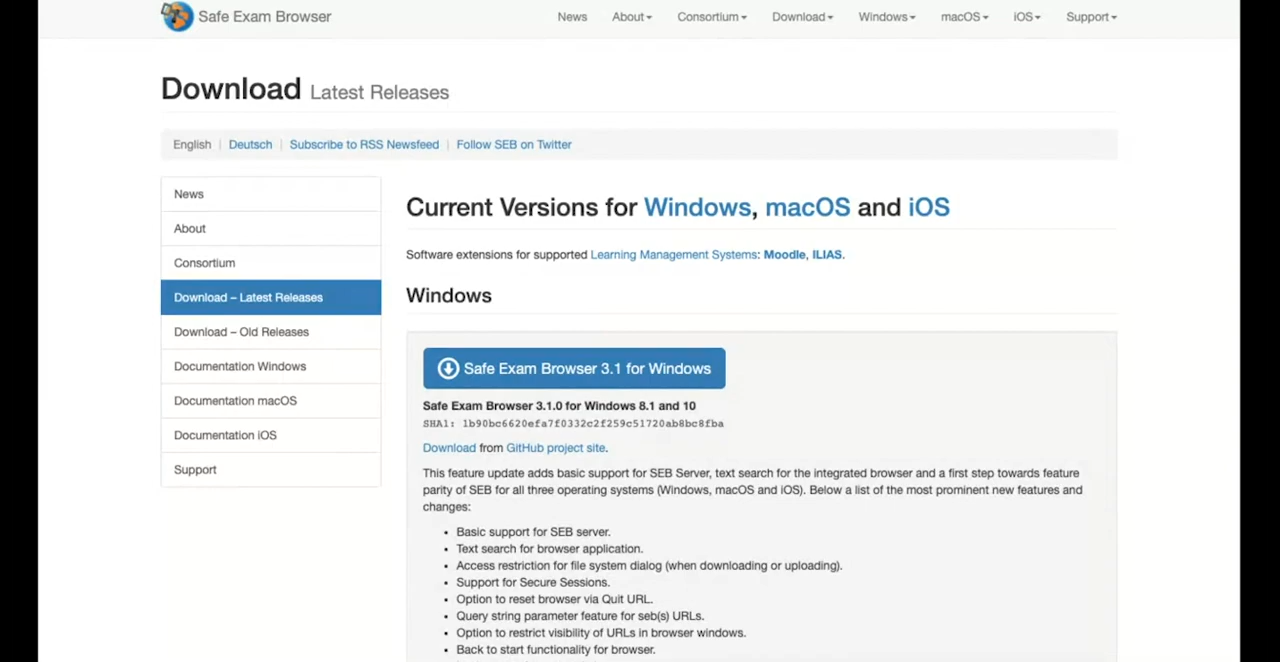 Safe Exam Browser
News About Consortium Download Windows macOS iOS Support
Download Latest Releases
English | Deutsch | Subscribe to RSS Newsfeed | Follow SEB on Twitter
News
About
Consortium
Download – Latest Releases
Download – Old Releases
Documentation Windows
Documentation macOS
Documentation iOS
Support
Current Versions for Windows, macOS and iOS
Software extensions for supported Learning Management Systems: Moodle, ILIAS.
Windows
Safe Exam Browser 3.1 for Windows
Safe Exam Browser 3.1.0 for Windows 8.1 and 10
SHA1: 1b90bc6620efa7f0332c2f259c51720ab8bc8fba
Download from GitHub project site.
This feature update adds basic support for SEB Server, text search for the integrated browser and a first step towards feature
parity of SEB for all three operating systems (Windows, macOS and iOS). Below a list of the most prominent new features and
changes:
• Basic support for SEB server.
• Text search for browser application.
• Access restriction for file system dialog (when downloading or uploading).
• Support for Secure Sessions.
• Option to reset browser via Quit URL.
• Query string parameter feature for seb(s) URLs.
• Option to restrict visibility of URLs in browser windows.
• Back to start functionality for browser.